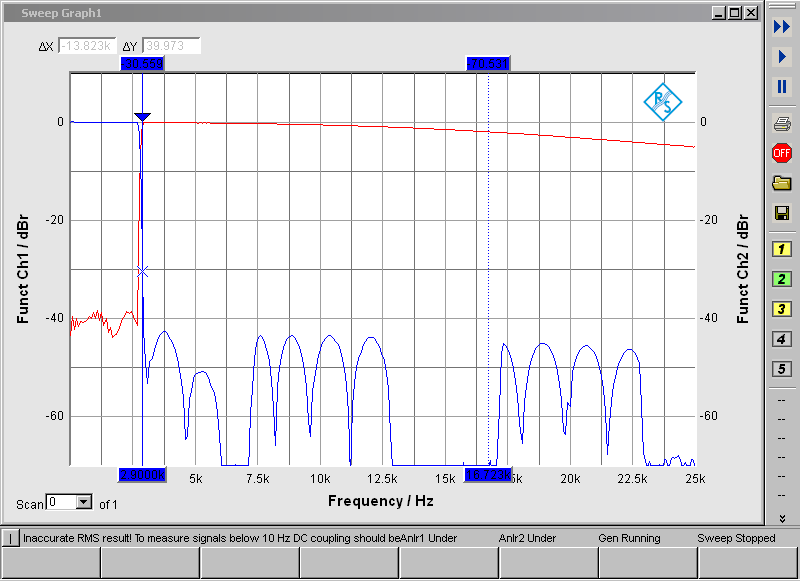 Sweep Graph1
ΔX -13.823k ΔY 39.973
0
-20
-40
-60
Funct Ch1 / dBr
R&S
0
-20
-40
-60
Funct Ch2 / dBr
5k 7.5k 10k 12.5k 15k 20k 22.5k 25k
Frequency / Hz
Scan 0 of 1
OFF
1
2
3
4
5
Inaccurate RMS result! To measure signals below 10 Hz DC coupling should be Anlr1 Under Anlr2 Under Gen Running Sweep Stopped